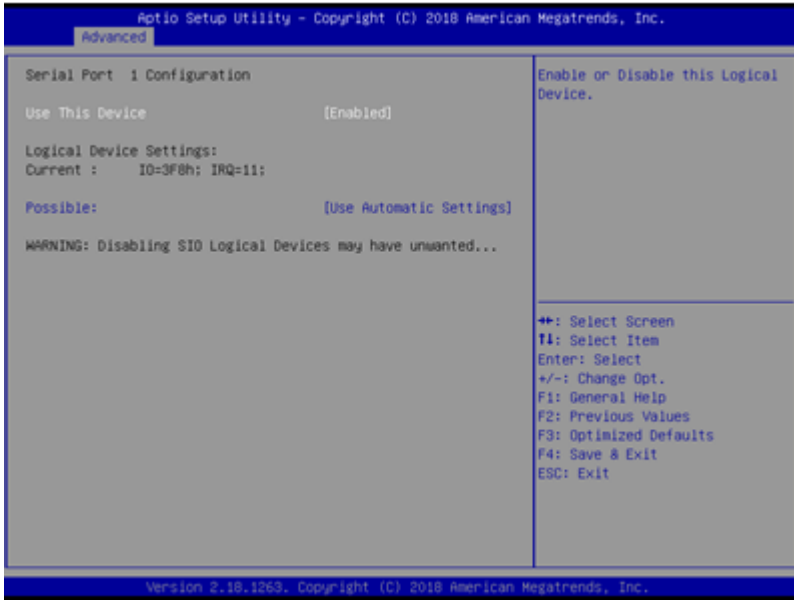 Aptio Setup Utility – Copyright (C) 2018 American Megatrends, Inc.
Advanced
Serial Port 1 Configuration
Use This Device [Enabled]
Logical Device Settings:
Current : IO=3F8h; IRQ=11;
Possible: [Use Automatic Settings]
WARNING: Disabling SIO Logical Devices may have unwanted...
Enable or Disable this Logical
Device.
→←: Select Screen
↑↓: Select Item
Enter: Select
+/-: Change Opt.
F1: General Help
F2: Previous Values
F3: Optimized Defaults
F4: Save & Exit
ESC: Exit
Version 2.18.1263. Copyright (C) 2018 American Megatrends, Inc.